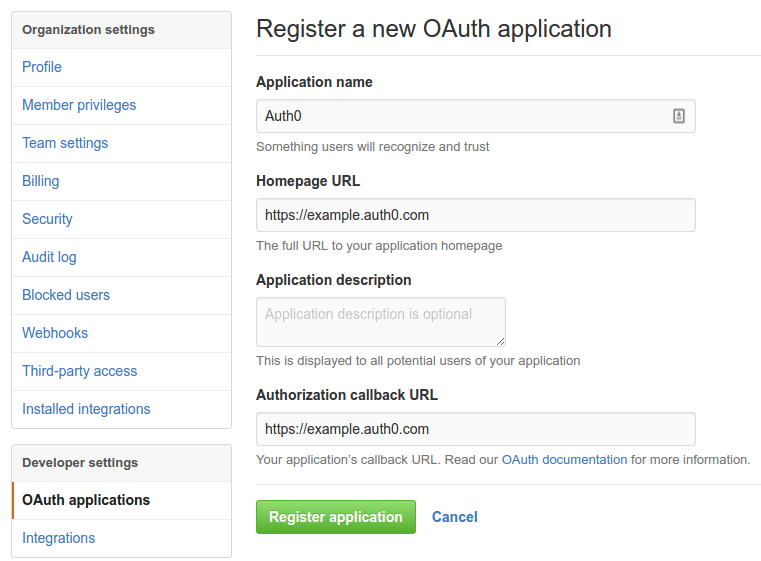 Organization settings
Profile
Member privileges
Team settings
Billing
Security
Audit log
Blocked users
Webhooks
Third-party access
Installed integrations
Developer settings
OAuth applications
Integrations
Register a new OAuth application
Application name
Auth0
Something users will recognize and trust
Homepage URL
https://example.auth0.com
The full URL to your application homepage
Application description
Application description is optional
This is displayed to all potential users of your application
Authorization callback URL
https://example.auth0.com
Your application's callback URL. Read our OAuth documentation for more information.
Register application
Cancel